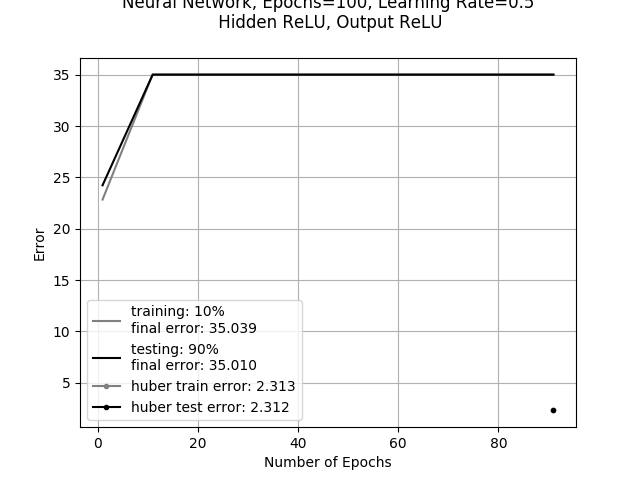 Neural Network, Epochs=100, Learning Rate=0.5
Hidden ReLU, Output ReLU
35
30
25
20
15
10
5
Error
training: 10%
final error: 35.039
testing: 90%
final error: 35.010
huber train error: 2.313
huber test error: 2.312
0 20 40 60 80
Number of Epochs